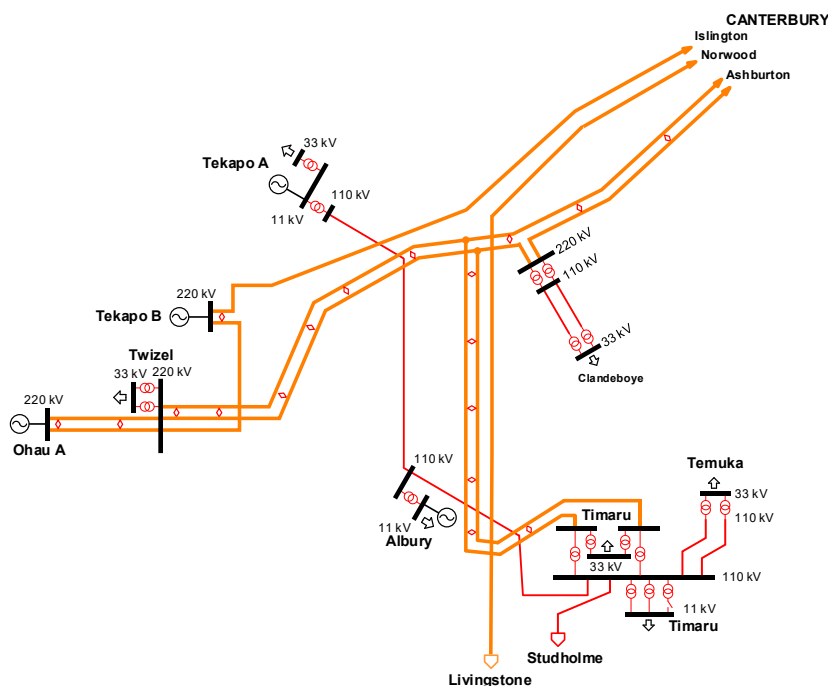 CANTERBURY
Islington
Norwood
Ashburton
33 kV
Tekapo A
110 kV
11 kV
220 kV
110 kV
220 kV
Tekapo B
33 kV
Clandeboye
Twizel
33 kV
220 kV
220 kV
Ohau A
110 kV
11 kV
Albury
Temuka
33 kV
110 kV
Timaru
33 kV
110 kV
11 kV
Timaru
Studholme
Livingstone